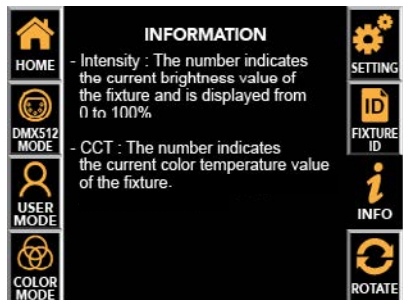 HOME
DMX512
MODE
USER
MODE
COLOR
MODE
INFORMATION
- Intensity : The number indicates
the current brightness value of
the fixture and is displayed from
0 to 100%
- CCT : The number indicates
the current color temperature value
of the fixture.
SETTING
ID
FIXTURE
ID
i
INFO
ROTATE